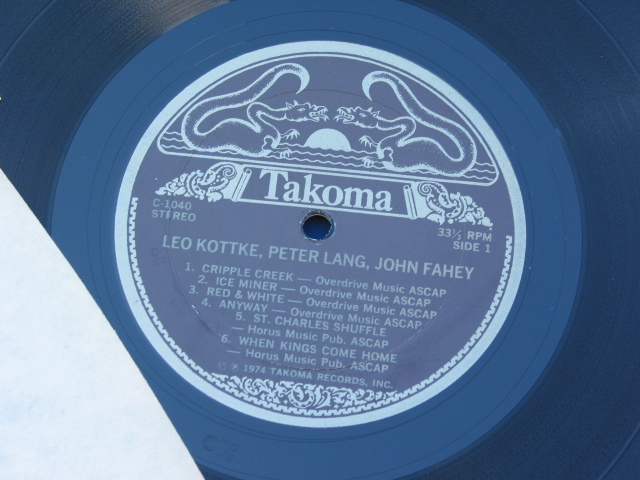 Takoma
C-1040
STEREO
33⅓ RPM
SIDE 1
LEO KOTTKE, PETER LANG, JOHN FAHEY
1. CRIPPLE CREEK — Overdrive Music ASCAP
2. ICE MINER — Overdrive Music ASCAP
3. RED & WHITE — Overdrive Music ASCAP
4. ANYWAY — Overdrive Music ASCAP
5. ST. CHARLES SHUFFLE
— Horus Music Pub. ASCAP
6. WHEN KINGS COME HOME
— Horus Music Pub. ASCAP
© ℗ 1974 TAKOMA RECORDS, INC.